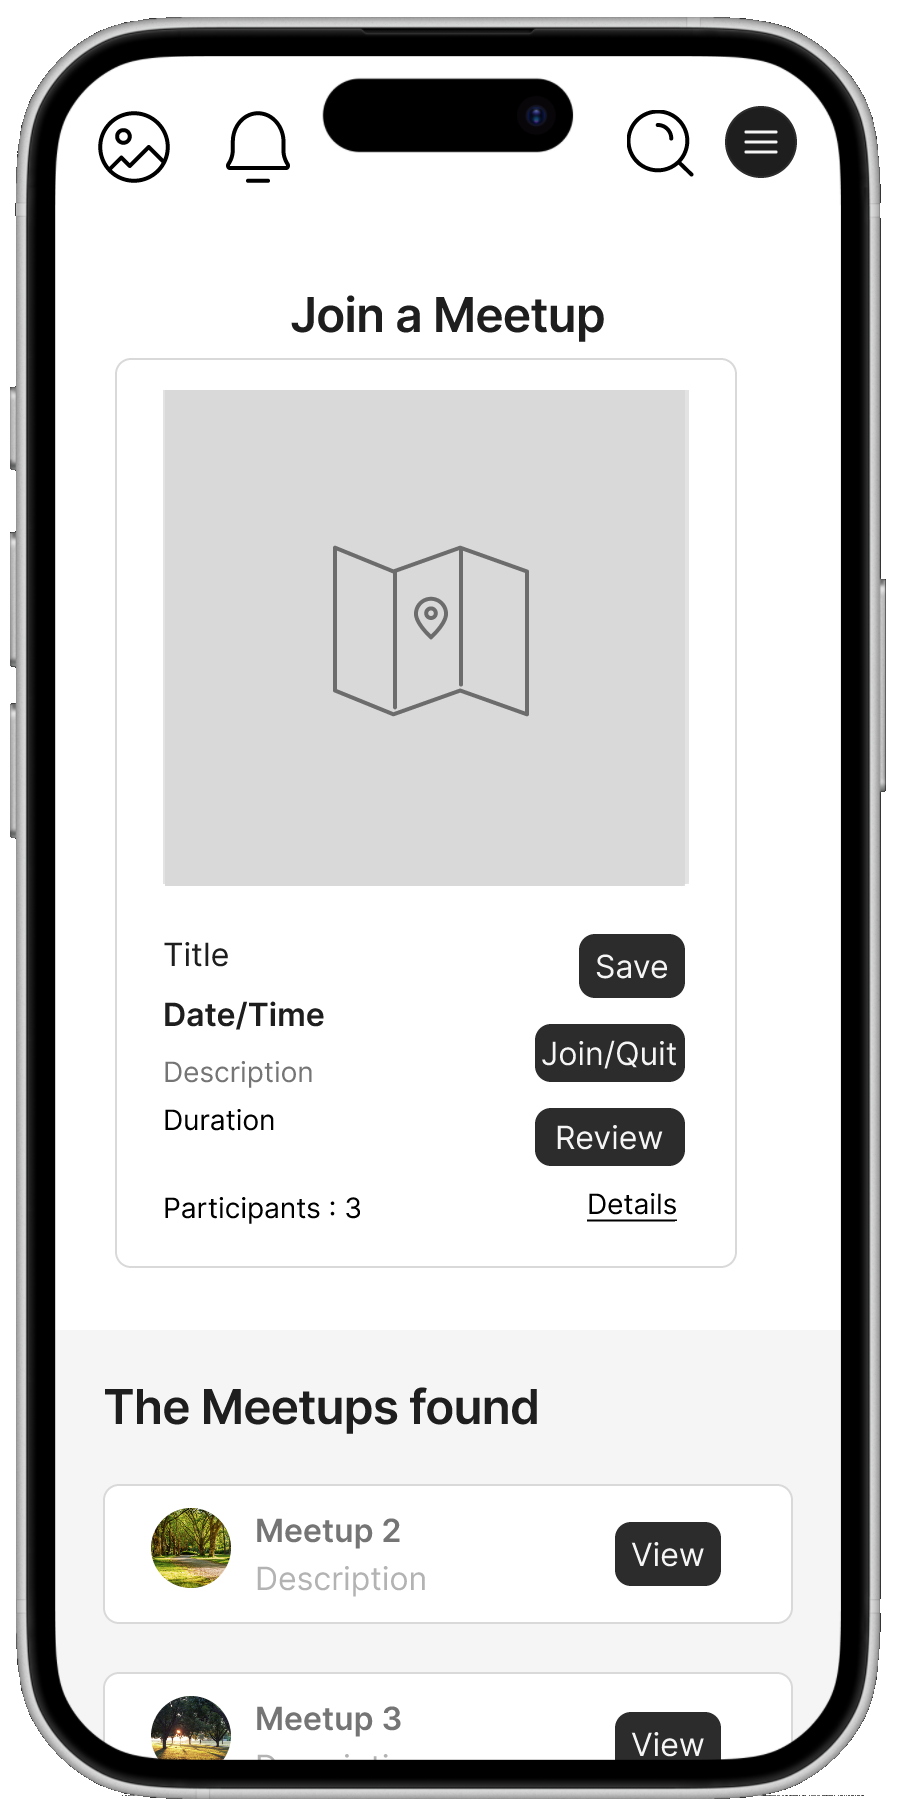 Join a Meetup
Title
Save
Date/Time
Join/Quit
Description
Duration
Review
Participants : 3
Details
The Meetups found
Meetup 2
Description
View
Meetup 3
View